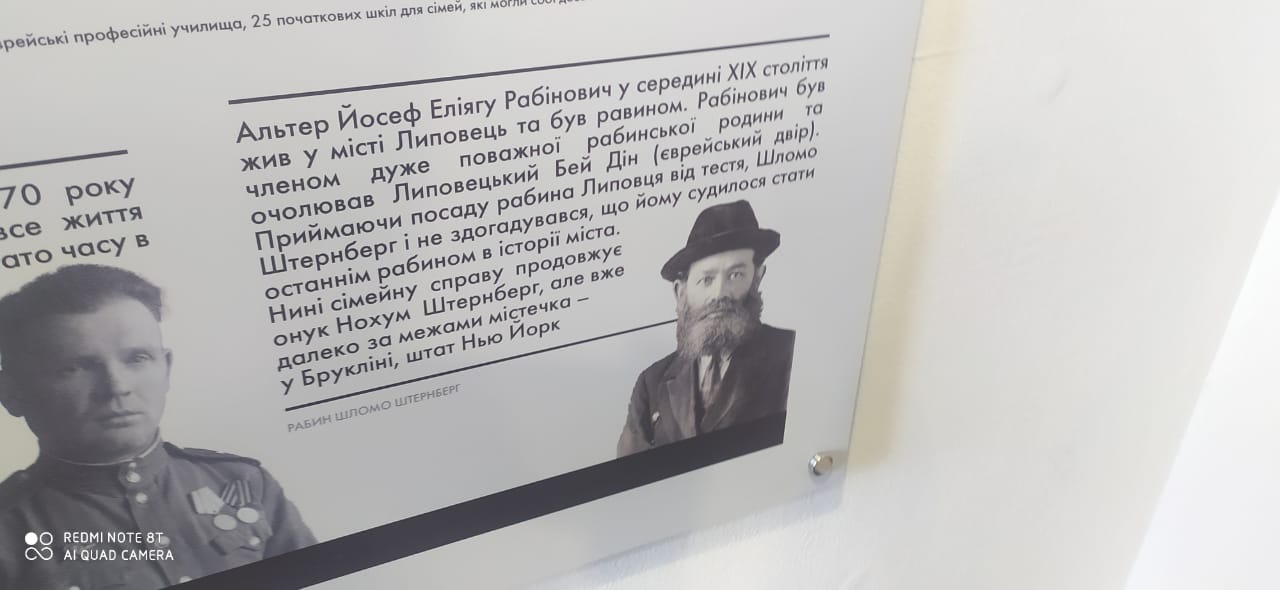 врейські професійні училища, 25 початкових шкіл для сімей, які могли собі
70 року
все життя
ато часу в
Альтер Йосеф Еліягу Рабінович у середині XIX століття
жив у місті Липовець та був равином. Рабінович був
членом дуже поважної рабинської родини та
очолював Липовецький Бей Дін (єврейський двір).
Приймаючи посаду рабина Липовця від тестя, Шломо
Штернберг і не здогадувався, що йому судилося стати
останнім рабином в історії міста.
Нині сімейну справу продовжує
онук Нохум Штернберг, але вже
далеко за межами містечка –
у Брукліні, штат Нью Йорк
РАБИН ШЛОМО ШТЕРНБЕРГ
REDMI NOTE 8T
AI QUAD CAMERA